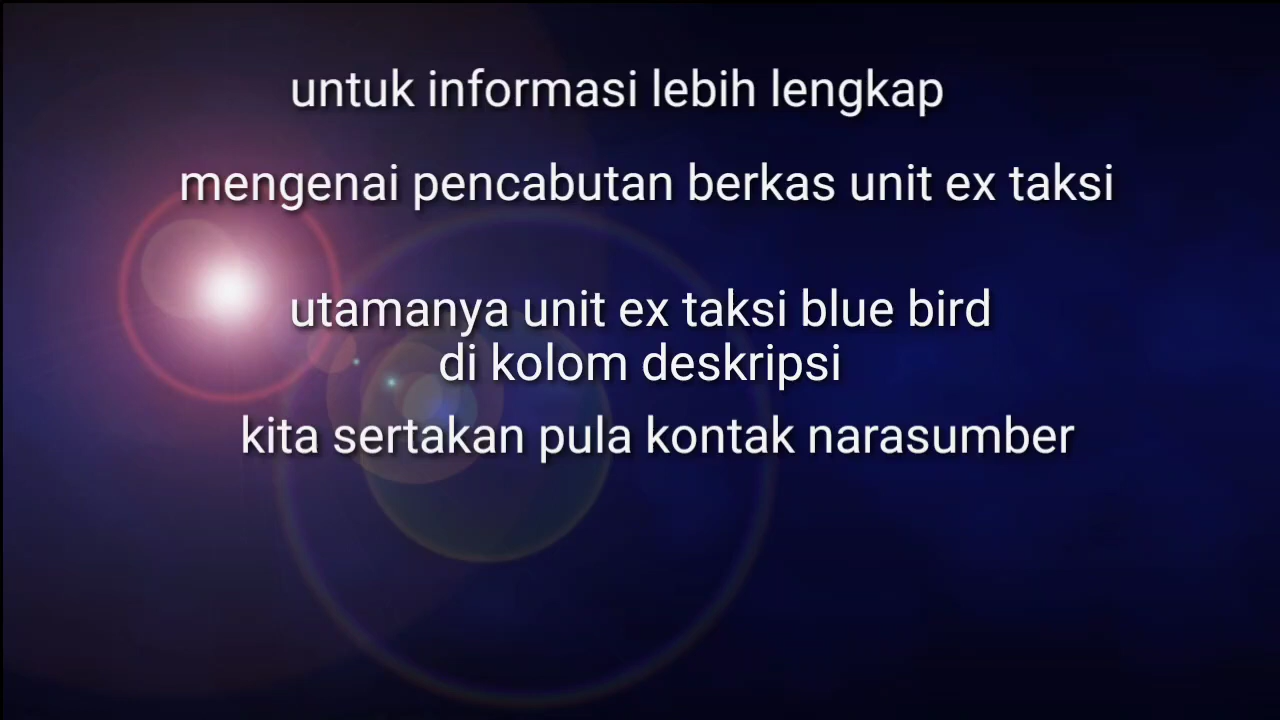 untuk informasi lebih lengkap
mengenai pencabutan berkas unit ex taksi
utamanya unit ex taksi blue bird
di kolom deskripsi
kita sertakan pula kontak narasumber